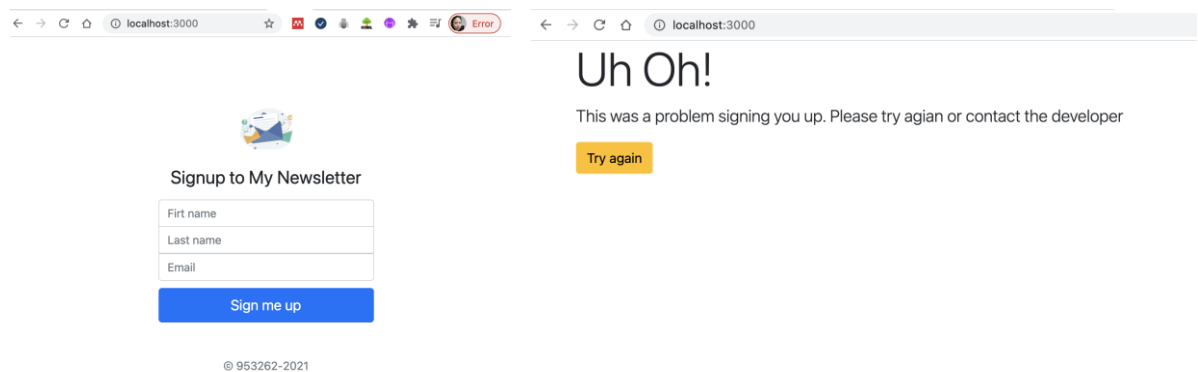 localhost:3000
Error
Signup to My Newsletter
Firt name
Last name
Email
Sign me up
© 953262-2021
localhost:3000
Uh Oh!
This was a problem signing you up. Please try agian or contact the developer
Try again